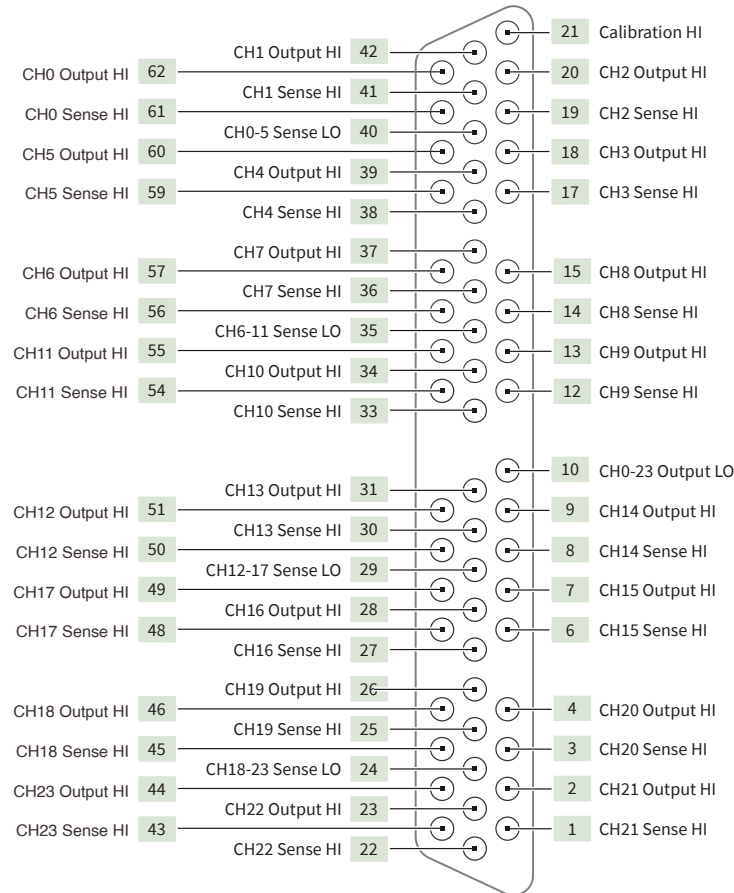 21 Calibration HI
CH1 Output HI 42
CH0 Output HI 62
20 CH2 Output HI
CH1 Sense HI 41
CH0 Sense HI 61
19 CH2 Sense HI
CH0-5 Sense LO 40
CH5 Output HI 60
18 CH3 Output HI
CH4 Output HI 39
CH5 Sense HI 59
17 CH3 Sense HI
CH4 Sense HI 38
CH7 Output HI 37
CH6 Output HI 57
15 CH8 Output HI
CH7 Sense HI 36
CH6 Sense HI 56
14 CH8 Sense HI
CH6-11 Sense LO 35
CH11 Output HI 55
13 CH9 Output HI
CH10 Output HI 34
CH11 Sense HI 54
12 CH9 Sense HI
CH10 Sense HI 33
10 CH0-23 Output LO
CH13 Output HI 31
CH12 Output HI 51
9 CH14 Output HI
CH13 Sense HI 30
CH12 Sense HI 50
8 CH14 Sense HI
CH12-17 Sense LO 29
CH17 Output HI 49
7 CH15 Output HI
CH16 Output HI 28
CH17 Sense HI 48
6 CH15 Sense HI
CH16 Sense HI 27
CH19 Output HI 26
CH18 Output HI 46
4 CH20 Output HI
CH19 Sense HI 25
CH18 Sense HI 45
3 CH20 Sense HI
CH18-23 Sense LO 24
CH23 Output HI 44
2 CH21 Output HI
CH22 Output HI 23
CH23 Sense HI 43
1 CH21 Sense HI
CH22 Sense HI 22